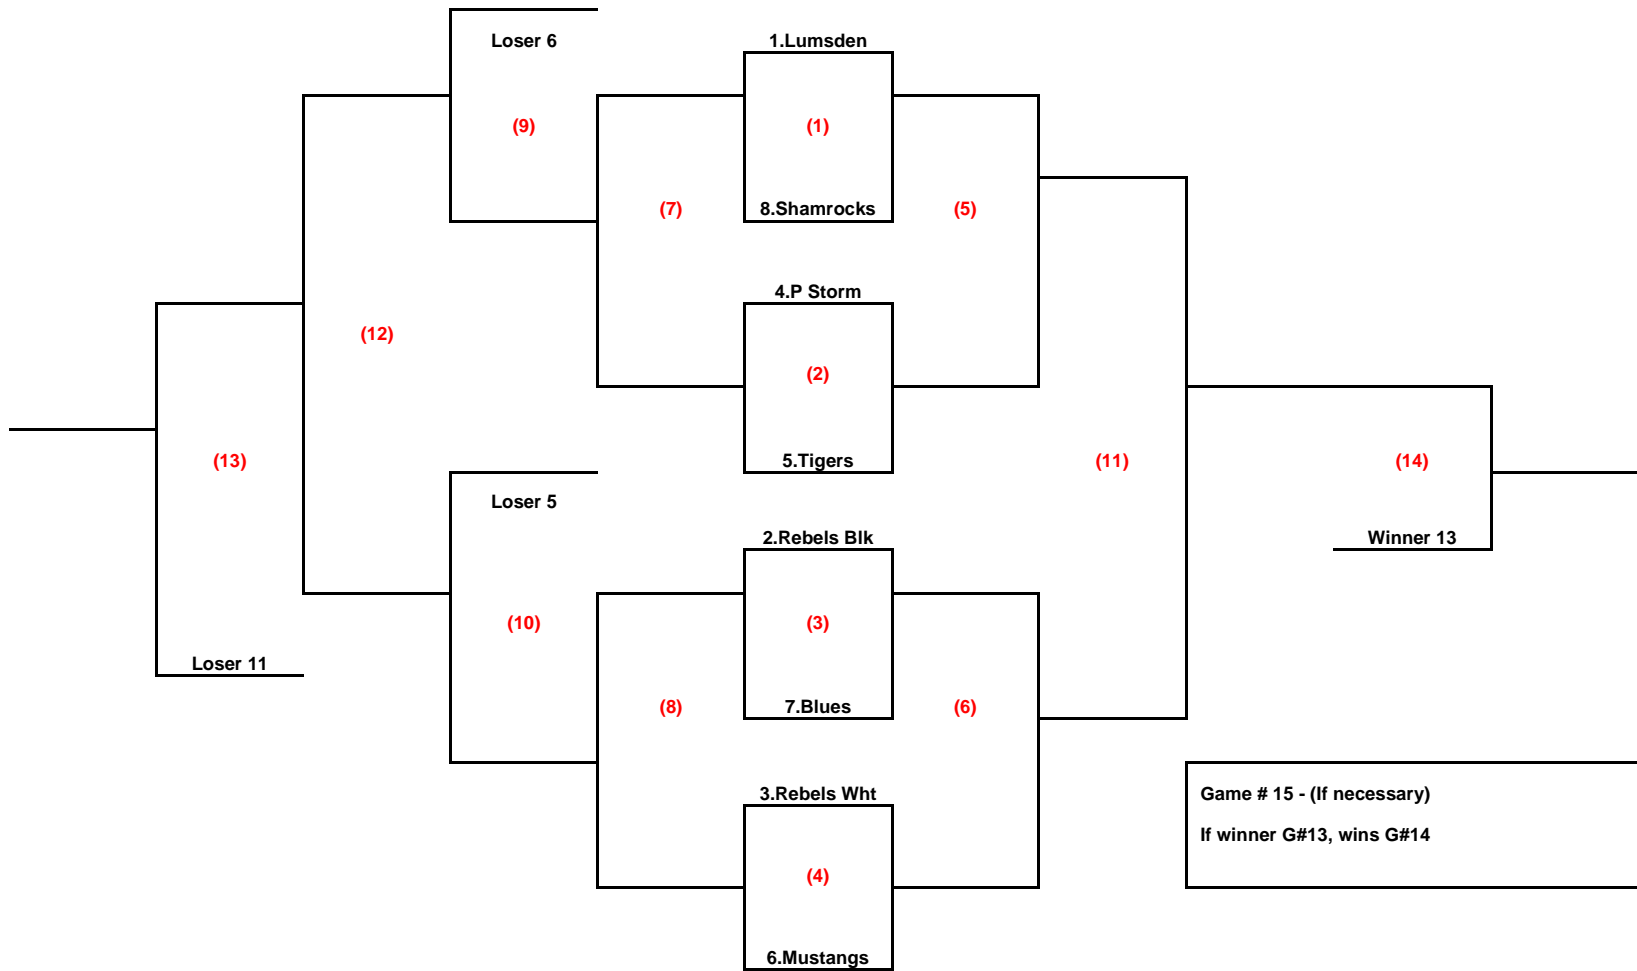 Loser 6
1.Lumsden
(9)
(1)
(7)
8.Shamrocks
(5)
4.P Storm
(12)
(2)
(13)
5.Tigers
(11)
(14)
Loser 5
2.Rebels Blk
Winner 13
(10)
(3)
Loser 11
(8)
7.Blues
(6)
3.Rebels Wht
Game # 15 - (If necessary)
If winner G#13, wins G#14
(4)
6.Mustangs